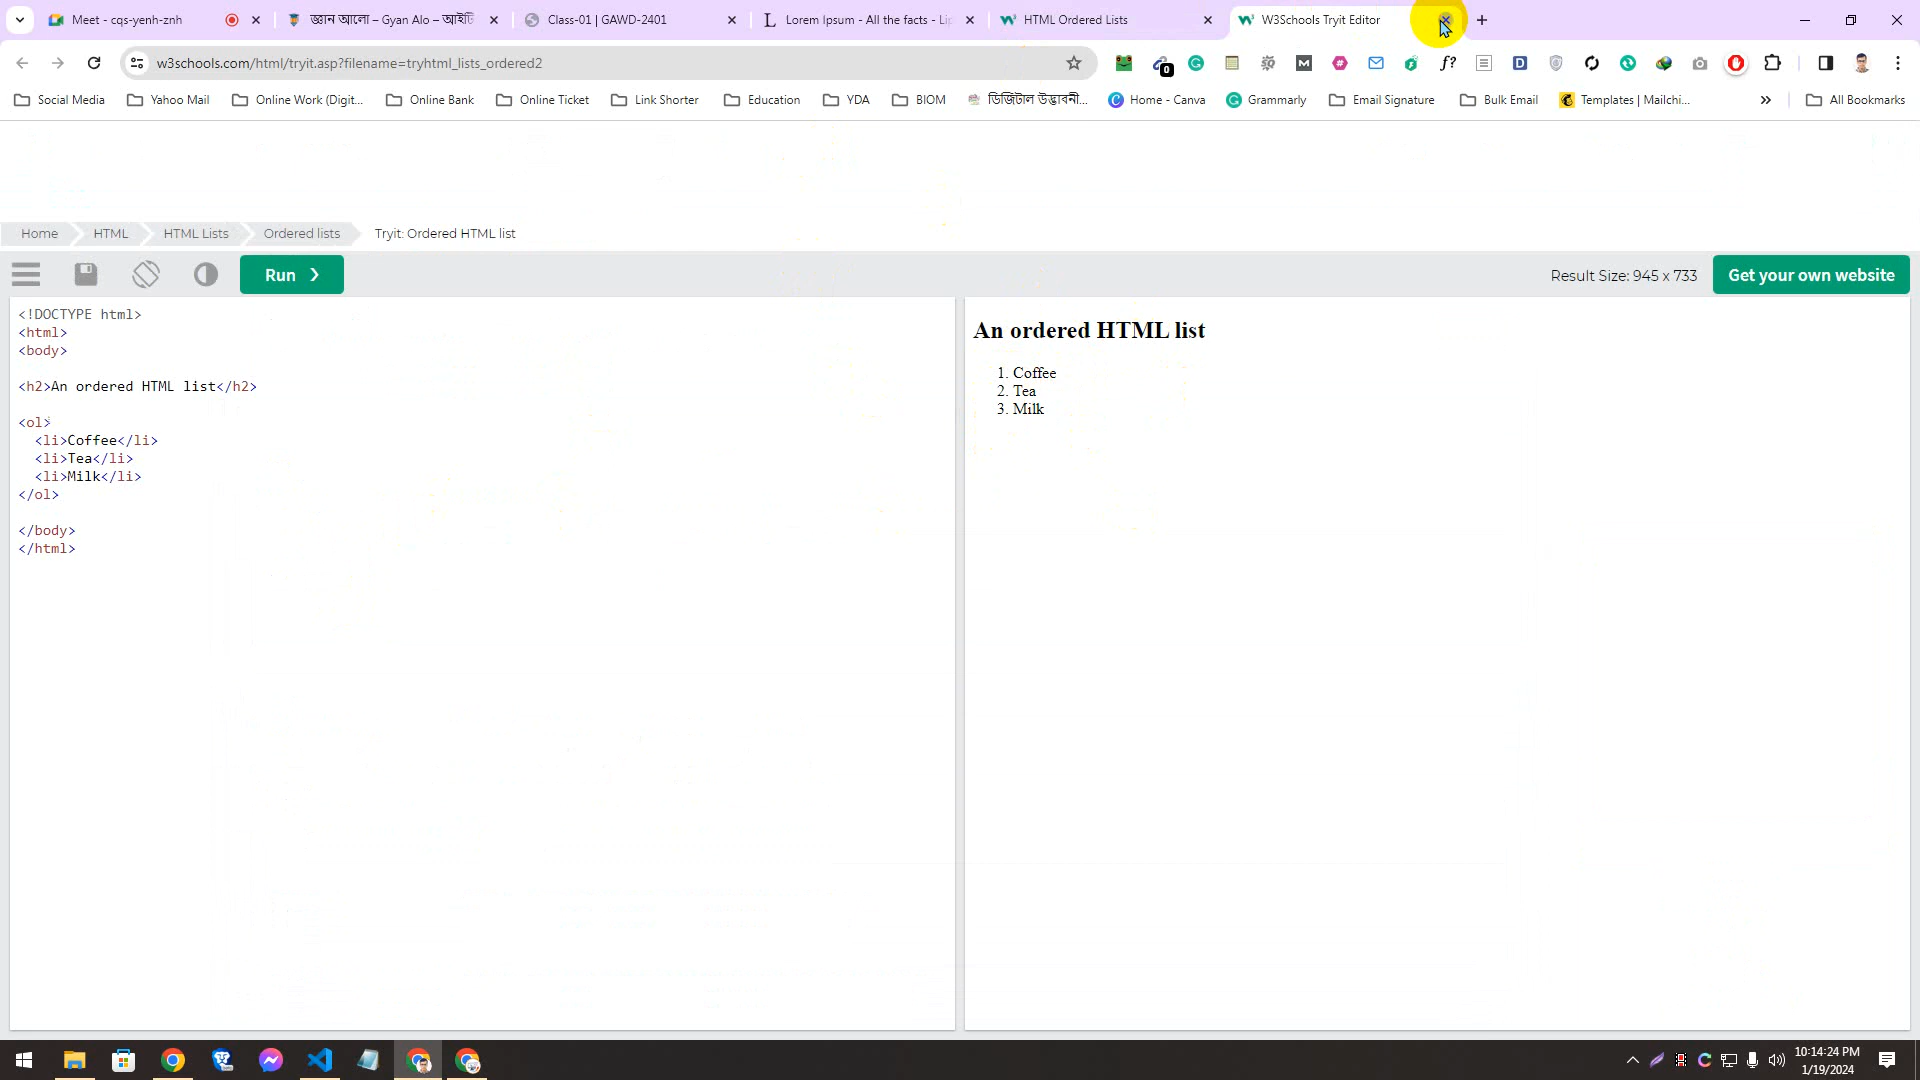 Meet - cqs-yenh-znh
জ্ঞান আলো – Gyan Alo – আইটি
Class-01 | GAWD-2401
Lorem Ipsum - All the facts - Lip
HTML Ordered Lists
W3Schools Tryit Editor
w3schools.com/html/tryit.asp?filename=tryhtml_lists_ordered2
0
Social Media
Yahoo Mail
Online Work (Digit...
Online Bank
Online Ticket
Link Shorter
Education
YDA
BIOM
ডিজিটাল উদ্ভাবনী...
Home - Canva
Grammarly
Email Signature
Bulk Email
Templates | Mailchi...
All Bookmarks
Home
HTML
HTML Lists
Ordered lists
Tryit: Ordered HTML list
Run ❯
Result Size: 945 x 733
Get your own website
<!DOCTYPE html>
<html>
<body>
<h2>An ordered HTML list</h2>
<ol>
<li>Coffee</li>
<li>Tea</li>
<li>Milk</li>
</ol>
</body>
</html>
An ordered HTML list
1. Coffee
2. Tea
3. Milk
10:14:24 PM
1/19/2024